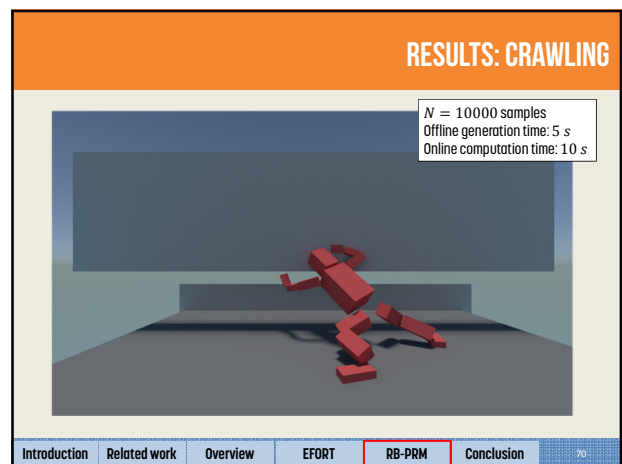 RESULTS: CRAWLING
N = 10000 samples
Offline generation time: 5 s
Online computation time: 10 s
Introduction Related work Overview EFORT RB-PRM Conclusion 70